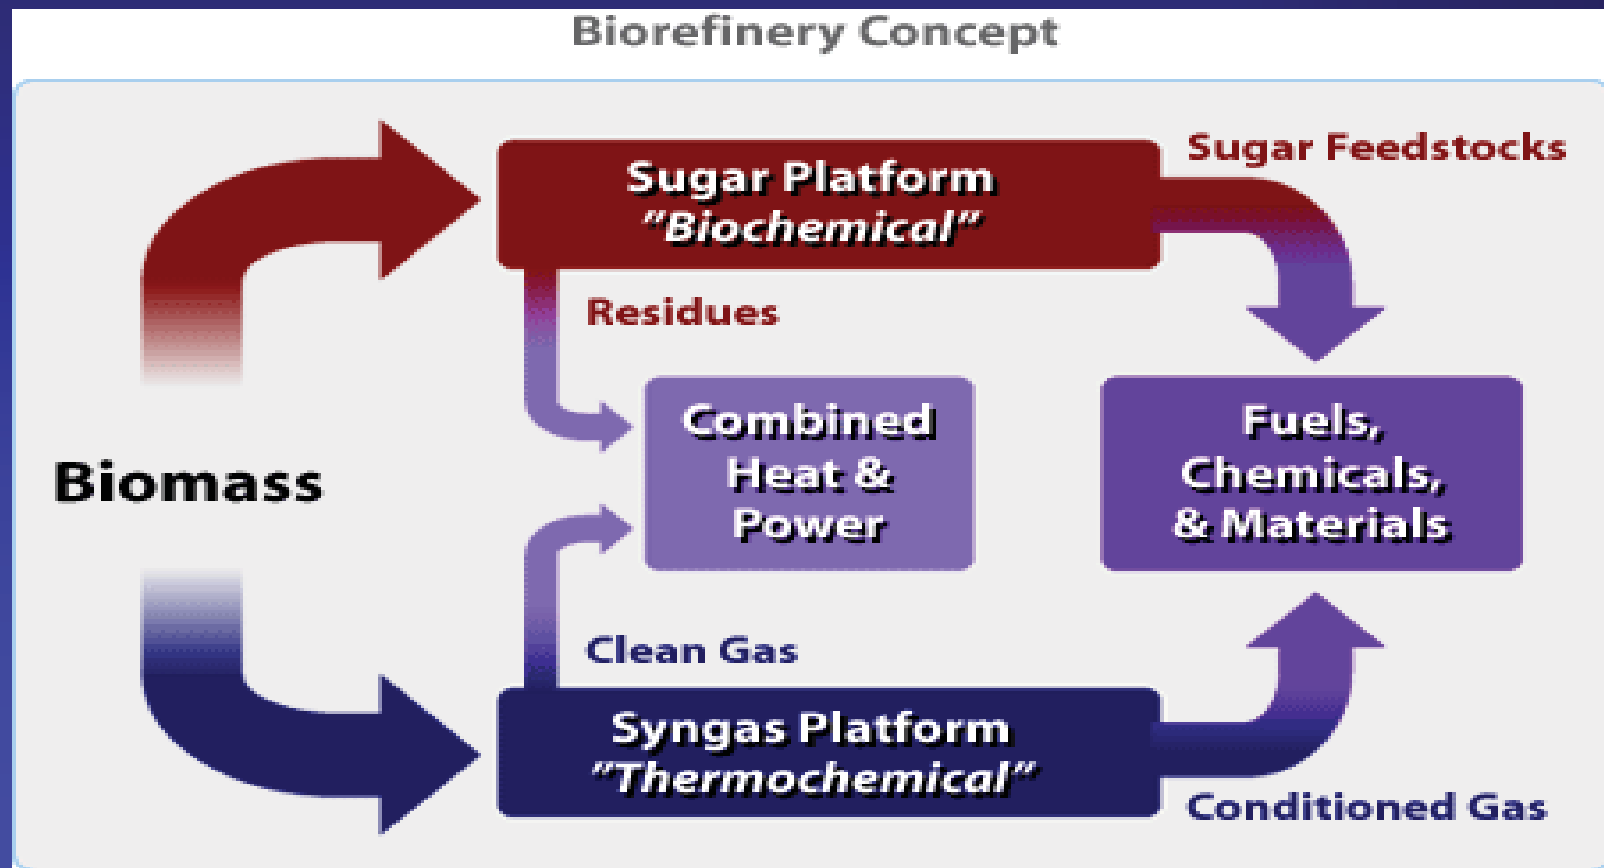 Biorefinery Concept
Sugar Platform
"Biochemical"
Sugar Feedstocks
Residues
Combined
Heat &
Power
Fuels,
Chemicals,
& Materials
Biomass
Clean Gas
Syngas Platform
"Thermochemical"
Conditioned Gas